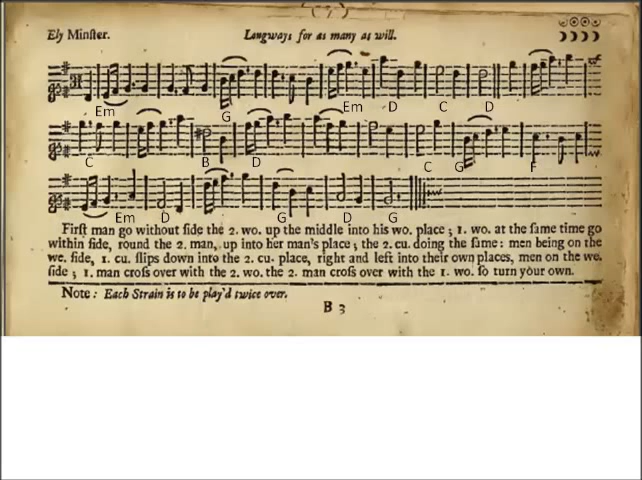 Ely Minſter. Longways for as many as will.
Em G Em D C D
C B D C G F
Em D G D G
Firſt man go without ſide the 2. wo. up the middle into his wo. place ; 1. wo. at the ſame time go
within ſide, round the 2. man, up into her man's place ; the 2. cu. doing the ſame: men being on the
we. ſide, 1. cu. ſlips down into the 2. cu. place, right and left into their own places, men on the we.
ſide ; 1. man croſs over with the 2. wo. the 2. man croſs over with the 1. wo. ſo turn your own.
Note : Each Strain is to be play'd twice over.
B 3